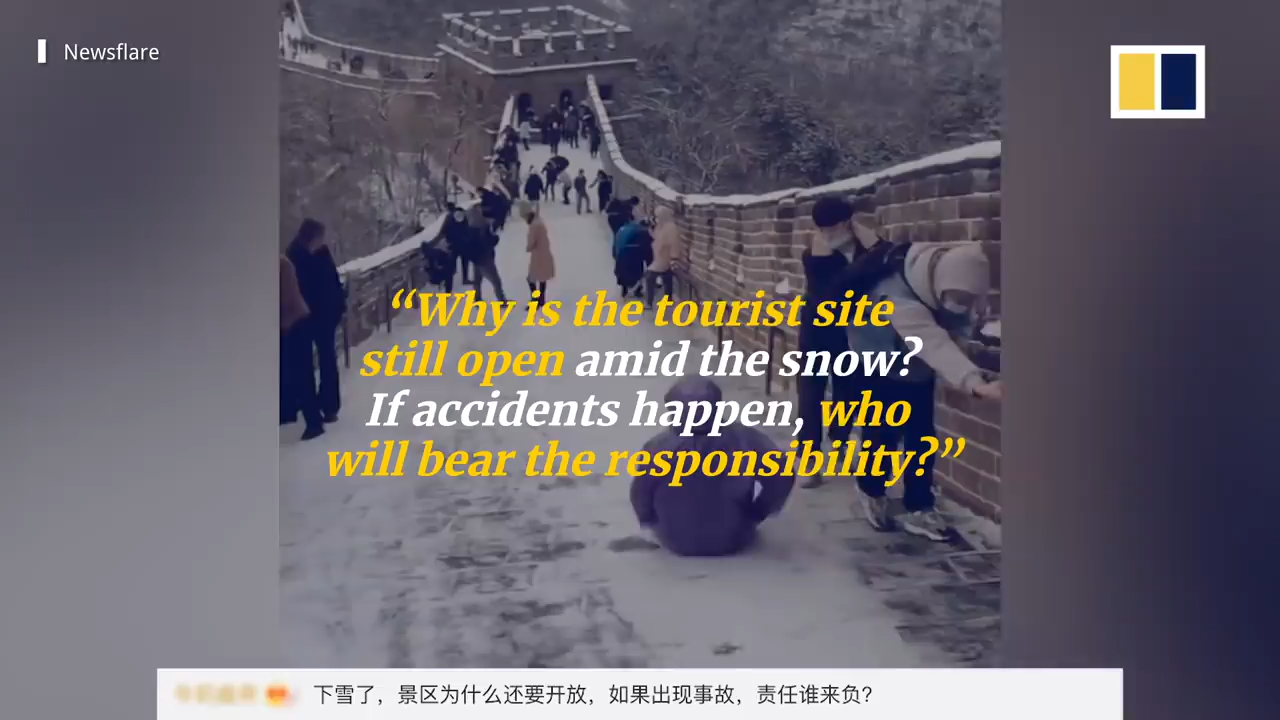 Newsflare
“Why is the tourist site
still open amid the snow?
If accidents happen, who
will bear the responsibility?”
下雪了，景区为什么还要开放，如果出现事故，责任谁来负？